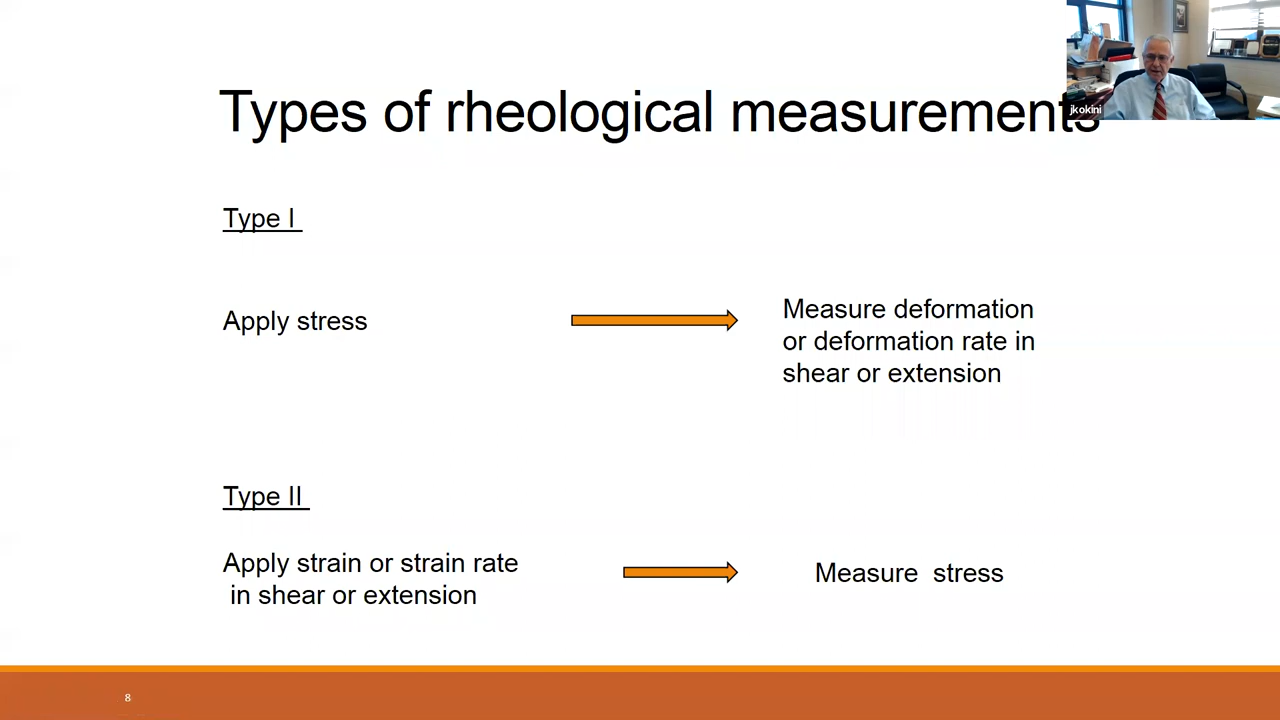 Types of rheological measurements
jkokini
Type I
Apply stress
Measure deformation
or deformation rate in
shear or extension
Type II
Apply strain or strain rate
in shear or extension
Measure stress
8